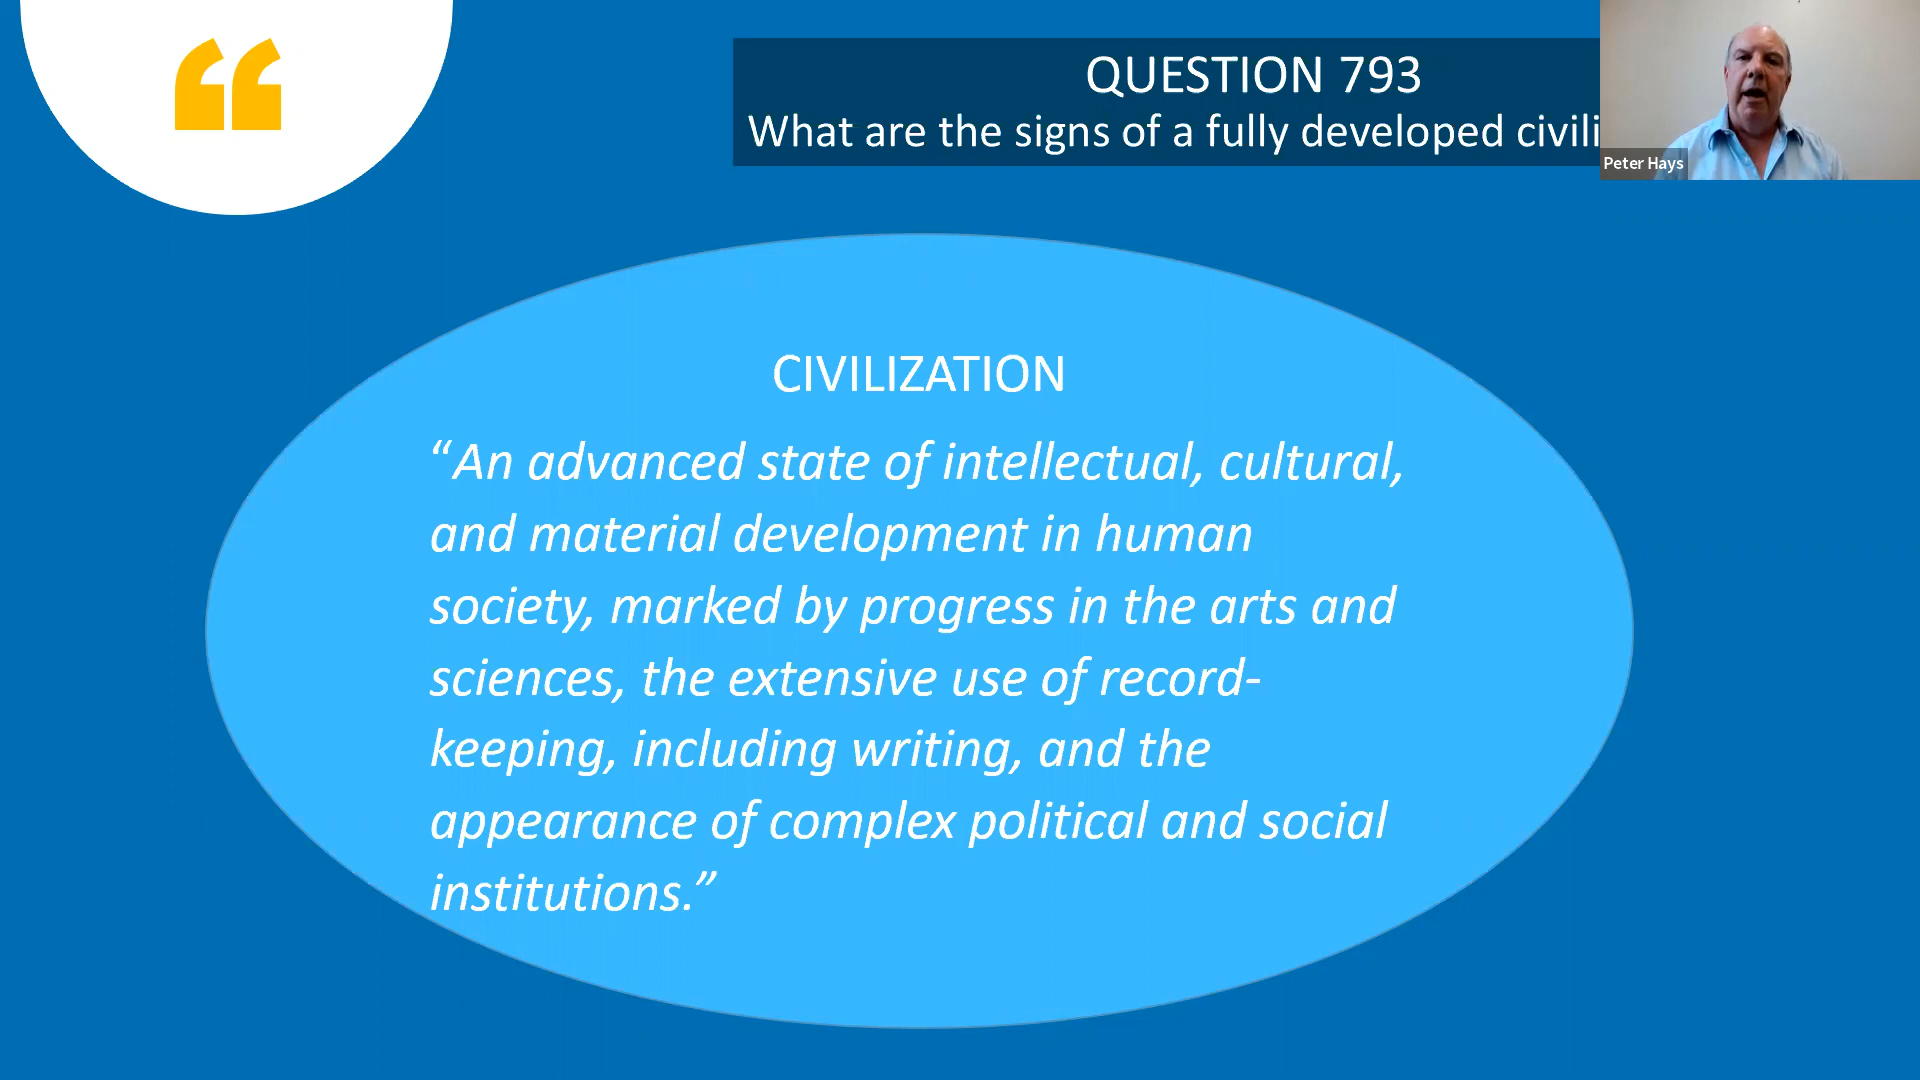 “
QUESTION 793
What are the signs of a fully developed civili
Peter Hays
CIVILIZATION
“An advanced state of intellectual, cultural,
and material development in human
society, marked by progress in the arts and
sciences, the extensive use of record-
keeping, including writing, and the
appearance of complex political and social
institutions.”